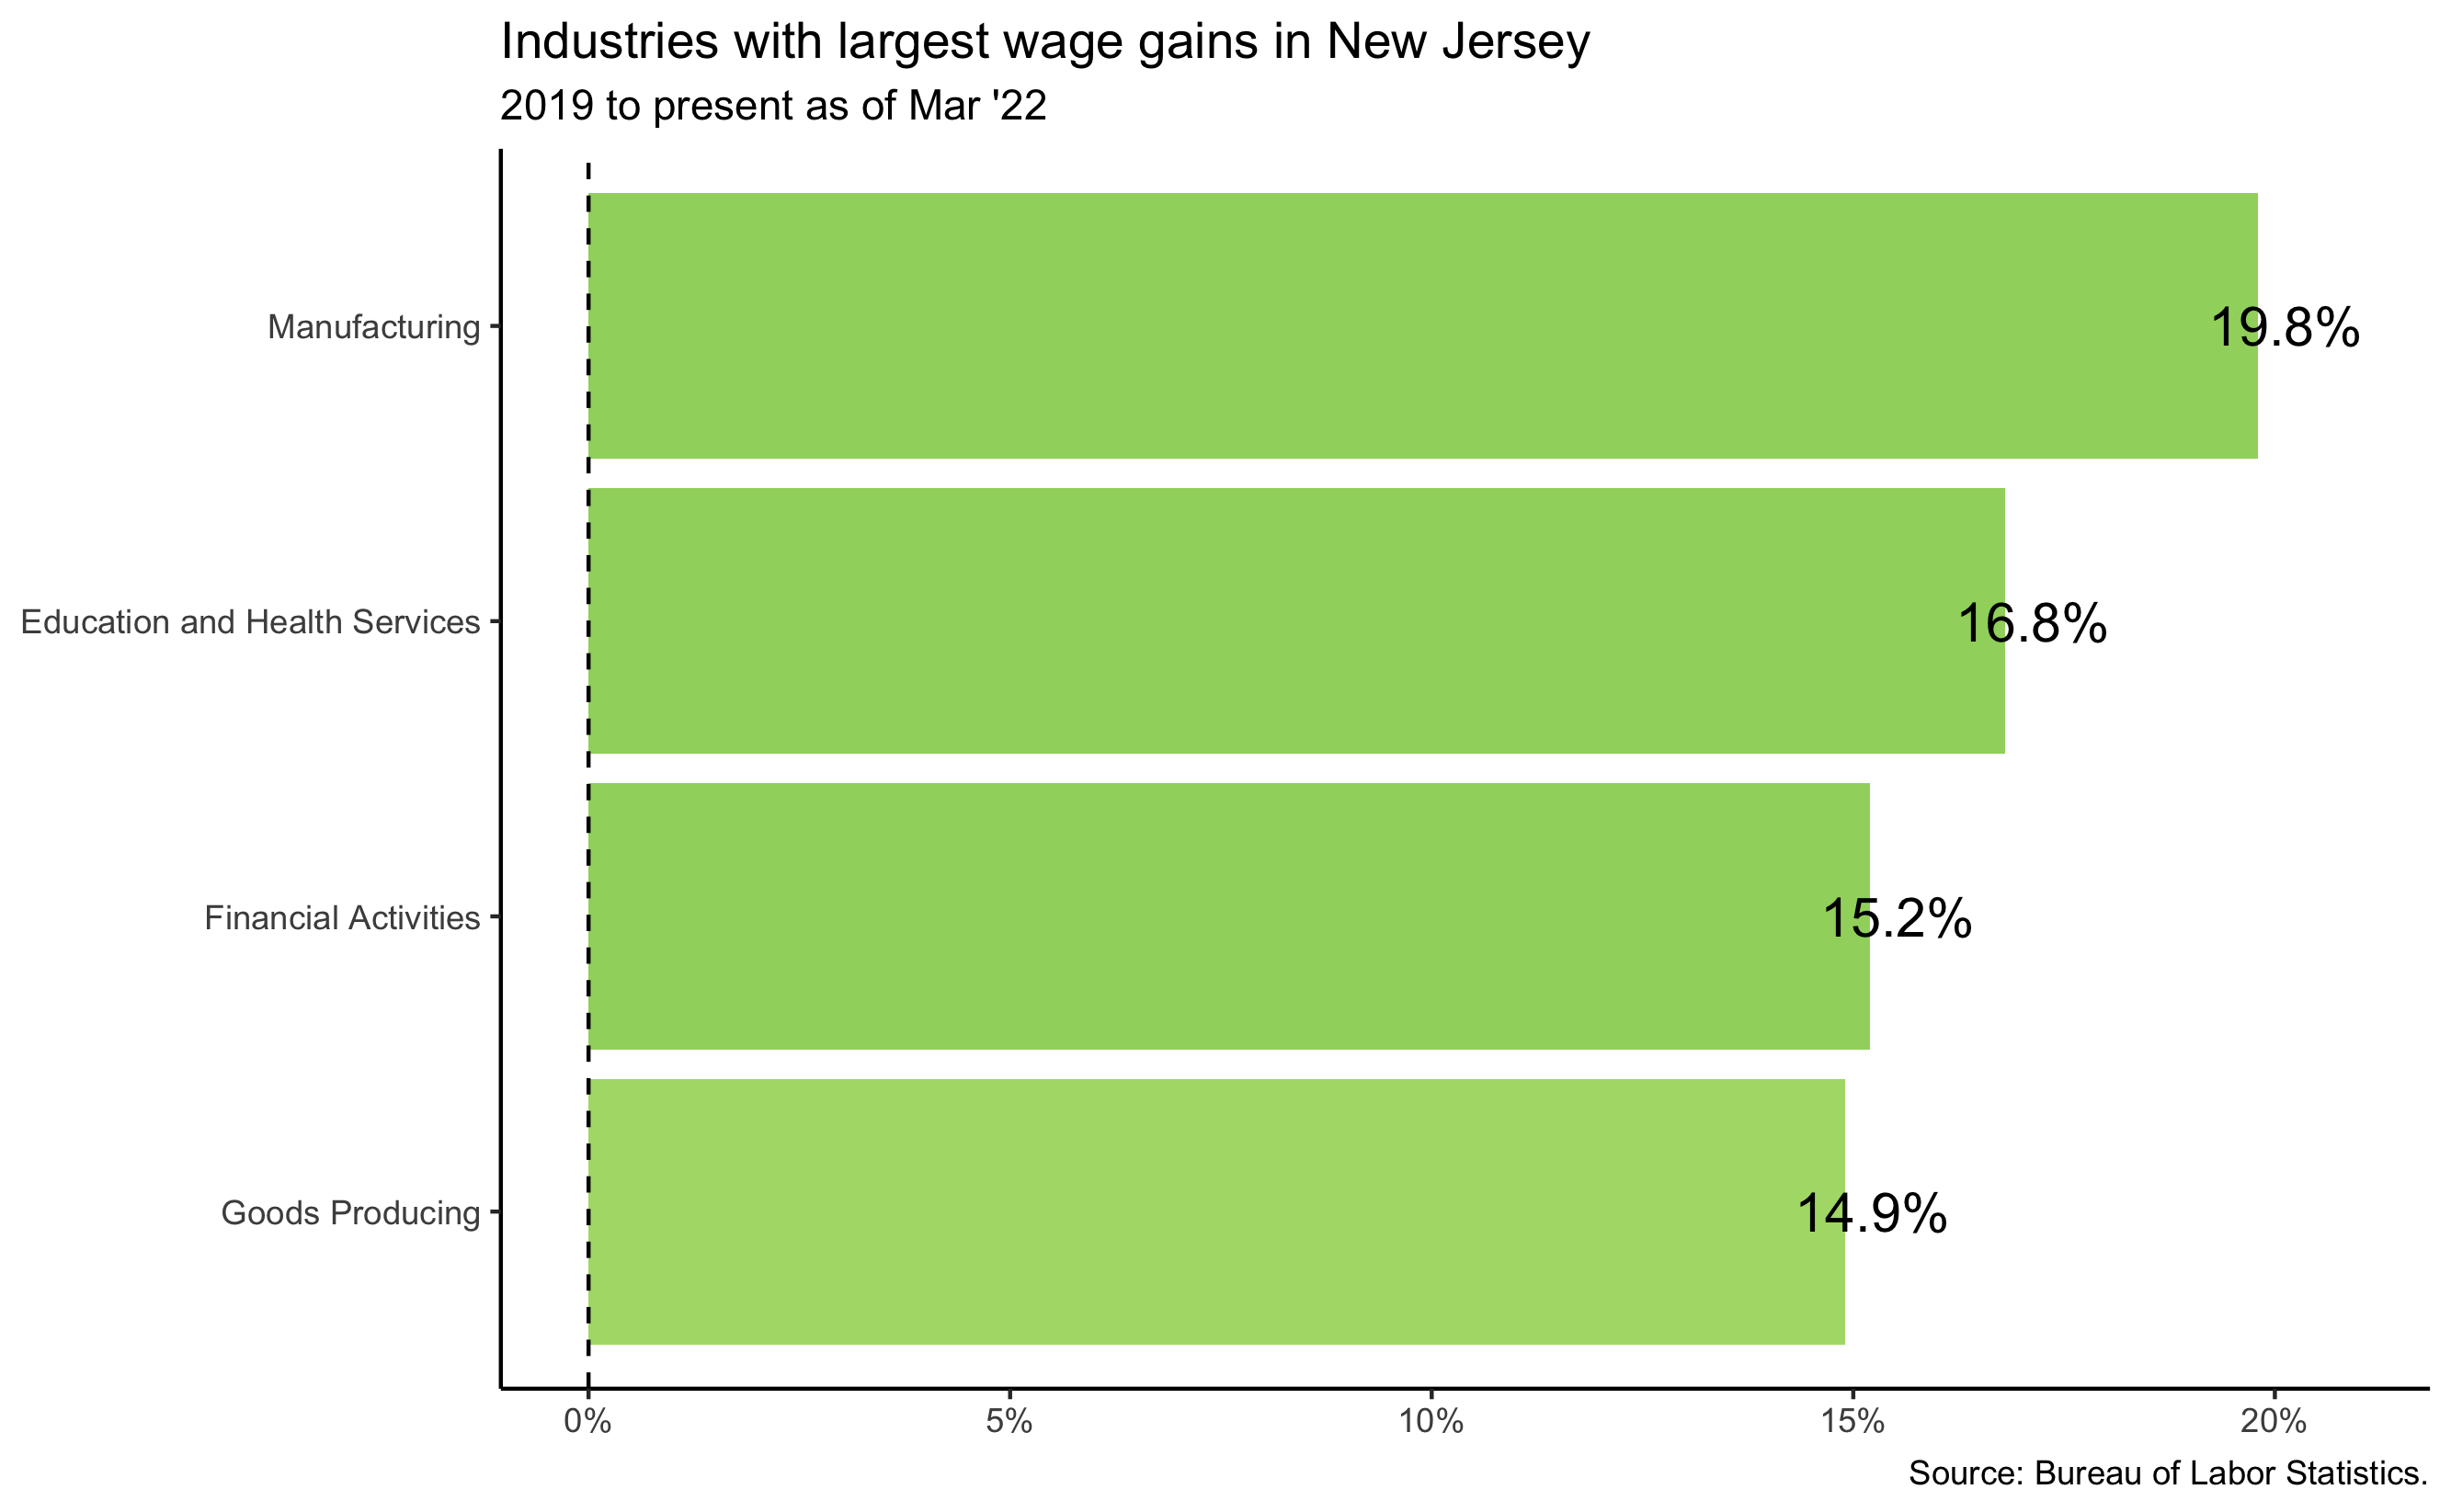 Industries with largest wage gains in New Jersey
2019 to present as of Mar '22
Manufacturing
19.8%
Education and Health Services
16.8%
Financial Activities
15.2%
Goods Producing
14.9%
0%
5%
10%
15%
20%
Source: Bureau of Labor Statistics.